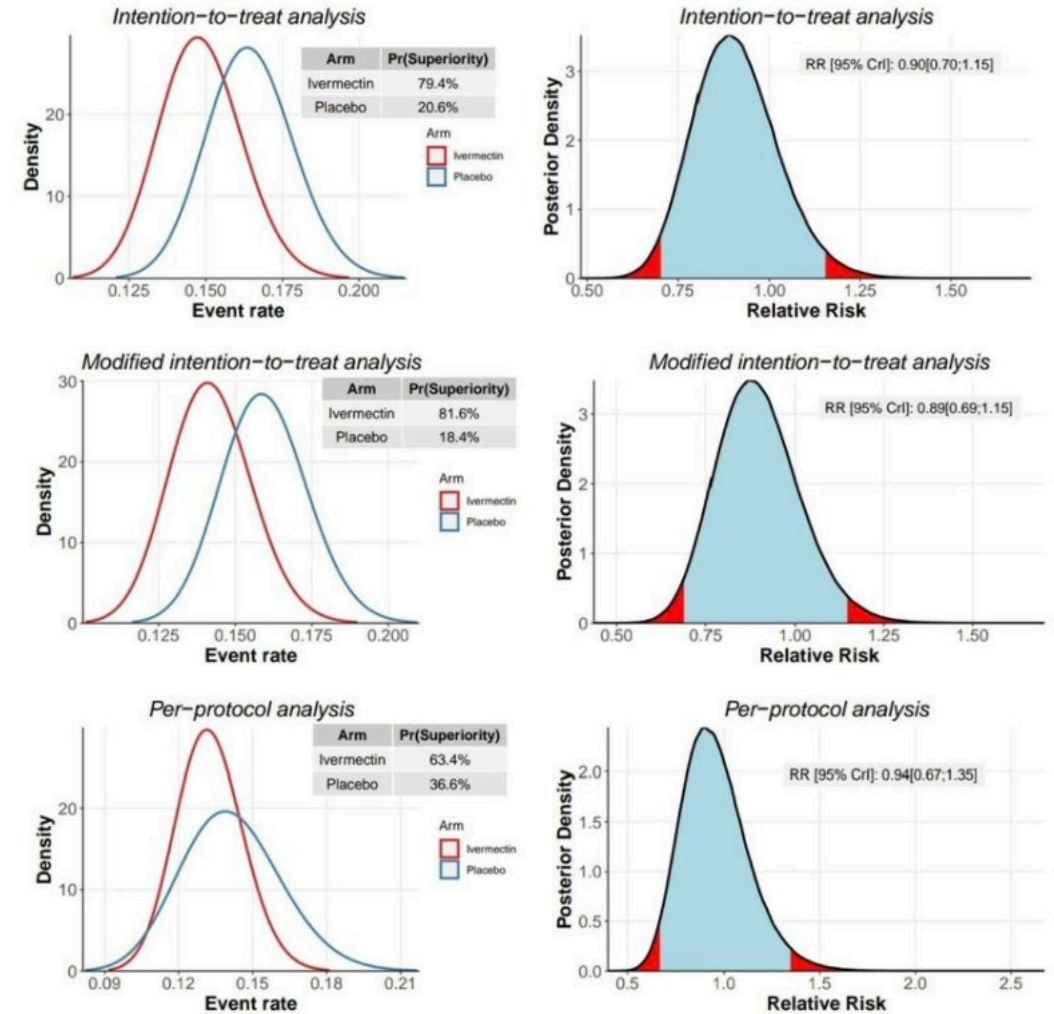 Intention−to−treat analysis
Arm Pr(Superiority)
Ivermectin 79.4%
Placebo 20.6%
Arm
Ivermectin
Placebo
Density
20
10
0
0.125 0.150 0.175 0.200
Event rate
Intention−to−treat analysis
RR [95% CrI]: 0.90[0.70;1.15]
Posterior Density
3
2
1
0
0.50 0.75 1.00 1.25 1.50
Relative Risk
Modified intention−to−treat analysis
Arm Pr(Superiority)
Ivermectin 81.6%
Placebo 18.4%
Arm
Ivermectin
Placebo
Density
30
20
10
0
0.125 0.150 0.175 0.200
Event rate
Modified intention−to−treat analysis
RR [95% CrI]: 0.89[0.69;1.15]
Posterior Density
3
2
1
0
0.50 0.75 1.00 1.25 1.50
Relative Risk
Per−protocol analysis
Arm Pr(Superiority)
Ivermectin 63.4%
Placebo 36.6%
Arm
Ivermectin
Placebo
Density
20
10
0
0.09 0.12 0.15 0.18 0.21
Event rate
Per−protocol analysis
RR [95% CrI]: 0.94[0.67;1.35]
Posterior Density
2.0
1.5
1.0
0.5
0.0
0.5 1.0 1.5 2.0 2.5
Relative Risk